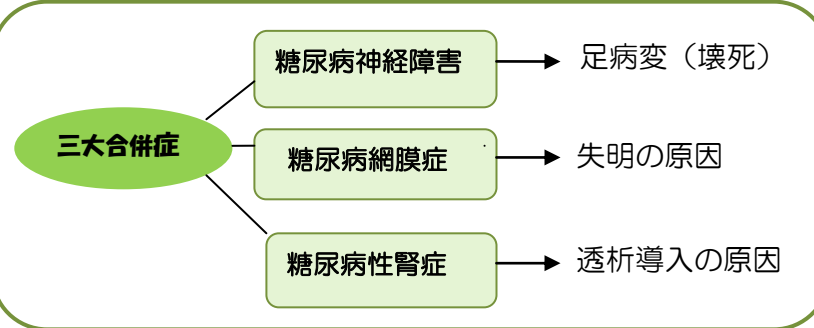 糖尿病神経障害
足病変（壊死）
三大合併症
糖尿病網膜症
失明の原因
糖尿病性腎症
透析導入の原因